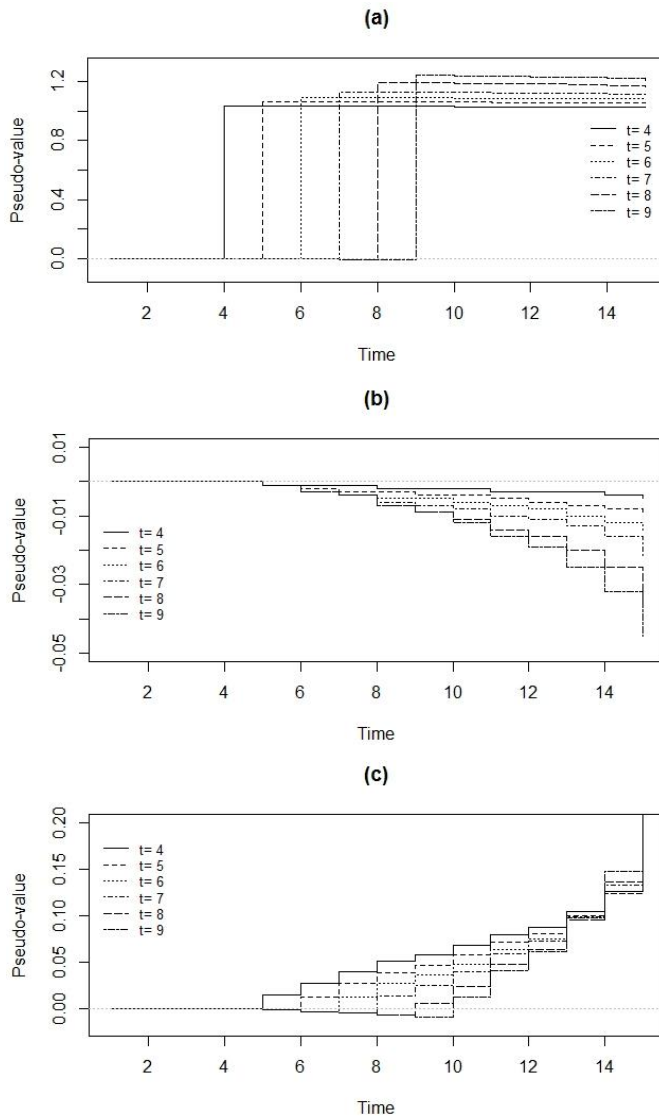 (a)
Pseudo-value
0.0 0.4 0.8 1.2
t= 4
t= 5
t= 6
t= 7
t= 8
t= 9
2 4 6 8 10 12 14
Time
(b)
Pseudo-value
-0.05 -0.03 -0.01 0.01
t= 4
t= 5
t= 6
t= 7
t= 8
t= 9
2 4 6 8 10 12 14
Time
(c)
Pseudo-value
0.00 0.05 0.10 0.15 0.20
t= 4
t= 5
t= 6
t= 7
t= 8
t= 9
2 4 6 8 10 12 14
Time